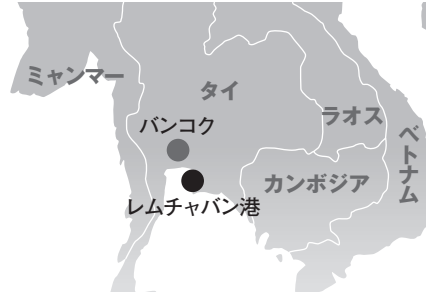 ミャンマー
タイ
ラオス
ベトナム
バンコク
カンボジア
レムチャバン港